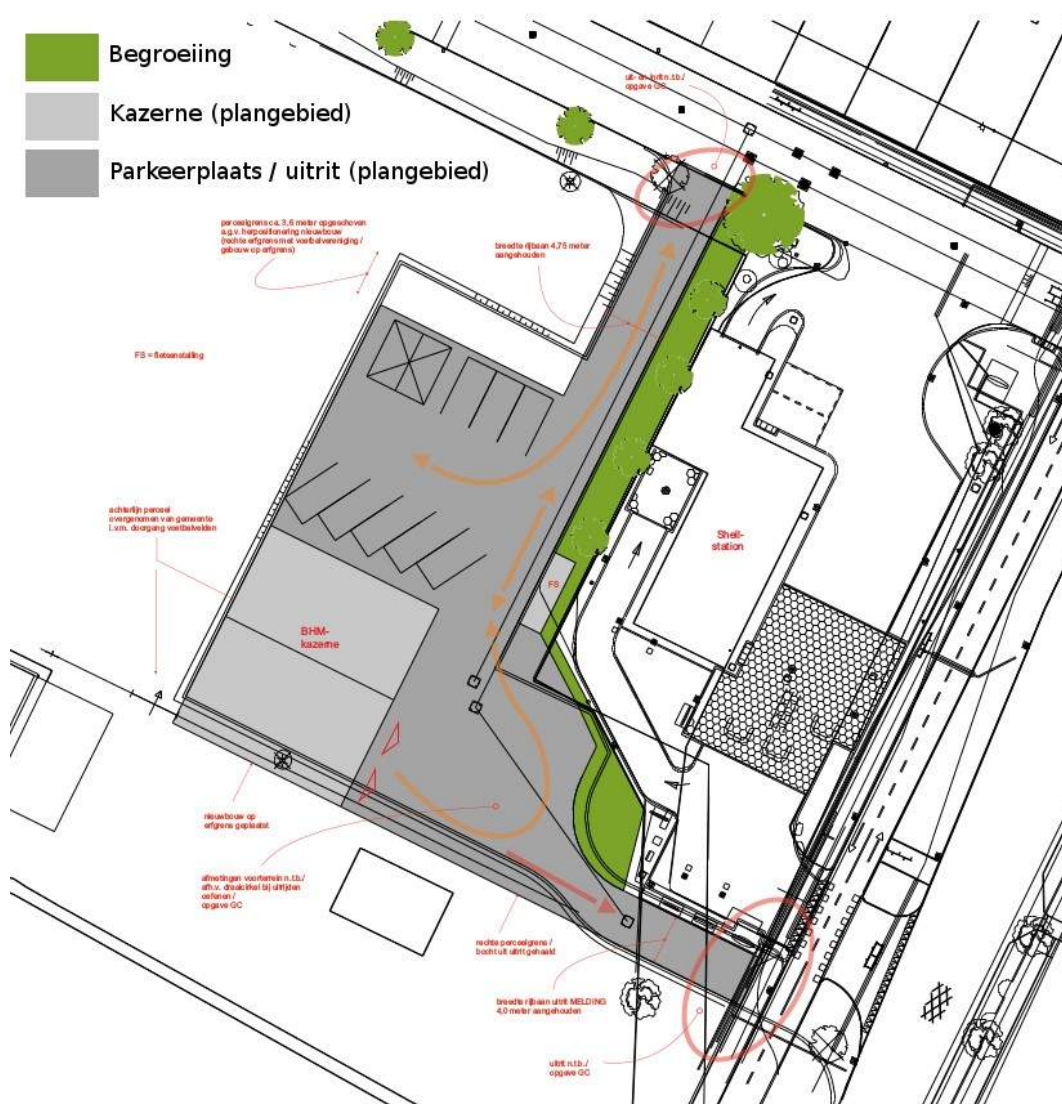 Begroeiing
Kazerne (plangebied)
Parkeerplaats / uitrit (plangebied)
uit- en inrit n.t.b./
opgave GC
perceelgrens ca. 3,6 meter opgeschoven
a.g.v. herpositionering nieuwbouw
(rechte erfgrens met voetbalvereniging /
gebouw op erfgrens)
breedte rijbaan 4,75 meter
aangehouden
FS = fietsenstalling
achterlijn perceel
overgenomen van gemeente
i.v.m. doorgang voetbalvelden
Shell-
station
FS
BHM-
kazerne
nieuwbouw op
erfgrens geplaatst
afmetingen voorterrein n.t.b./
afh.v. draaicirkel bij uitrijden
oefenen /
opgave GC
rechte perceelgrens /
bocht uit uitrit gehaald
breedte rijbaan uitrit MELDING
4,0 meter aangehouden
uitrit n.t.b./
opgave GC